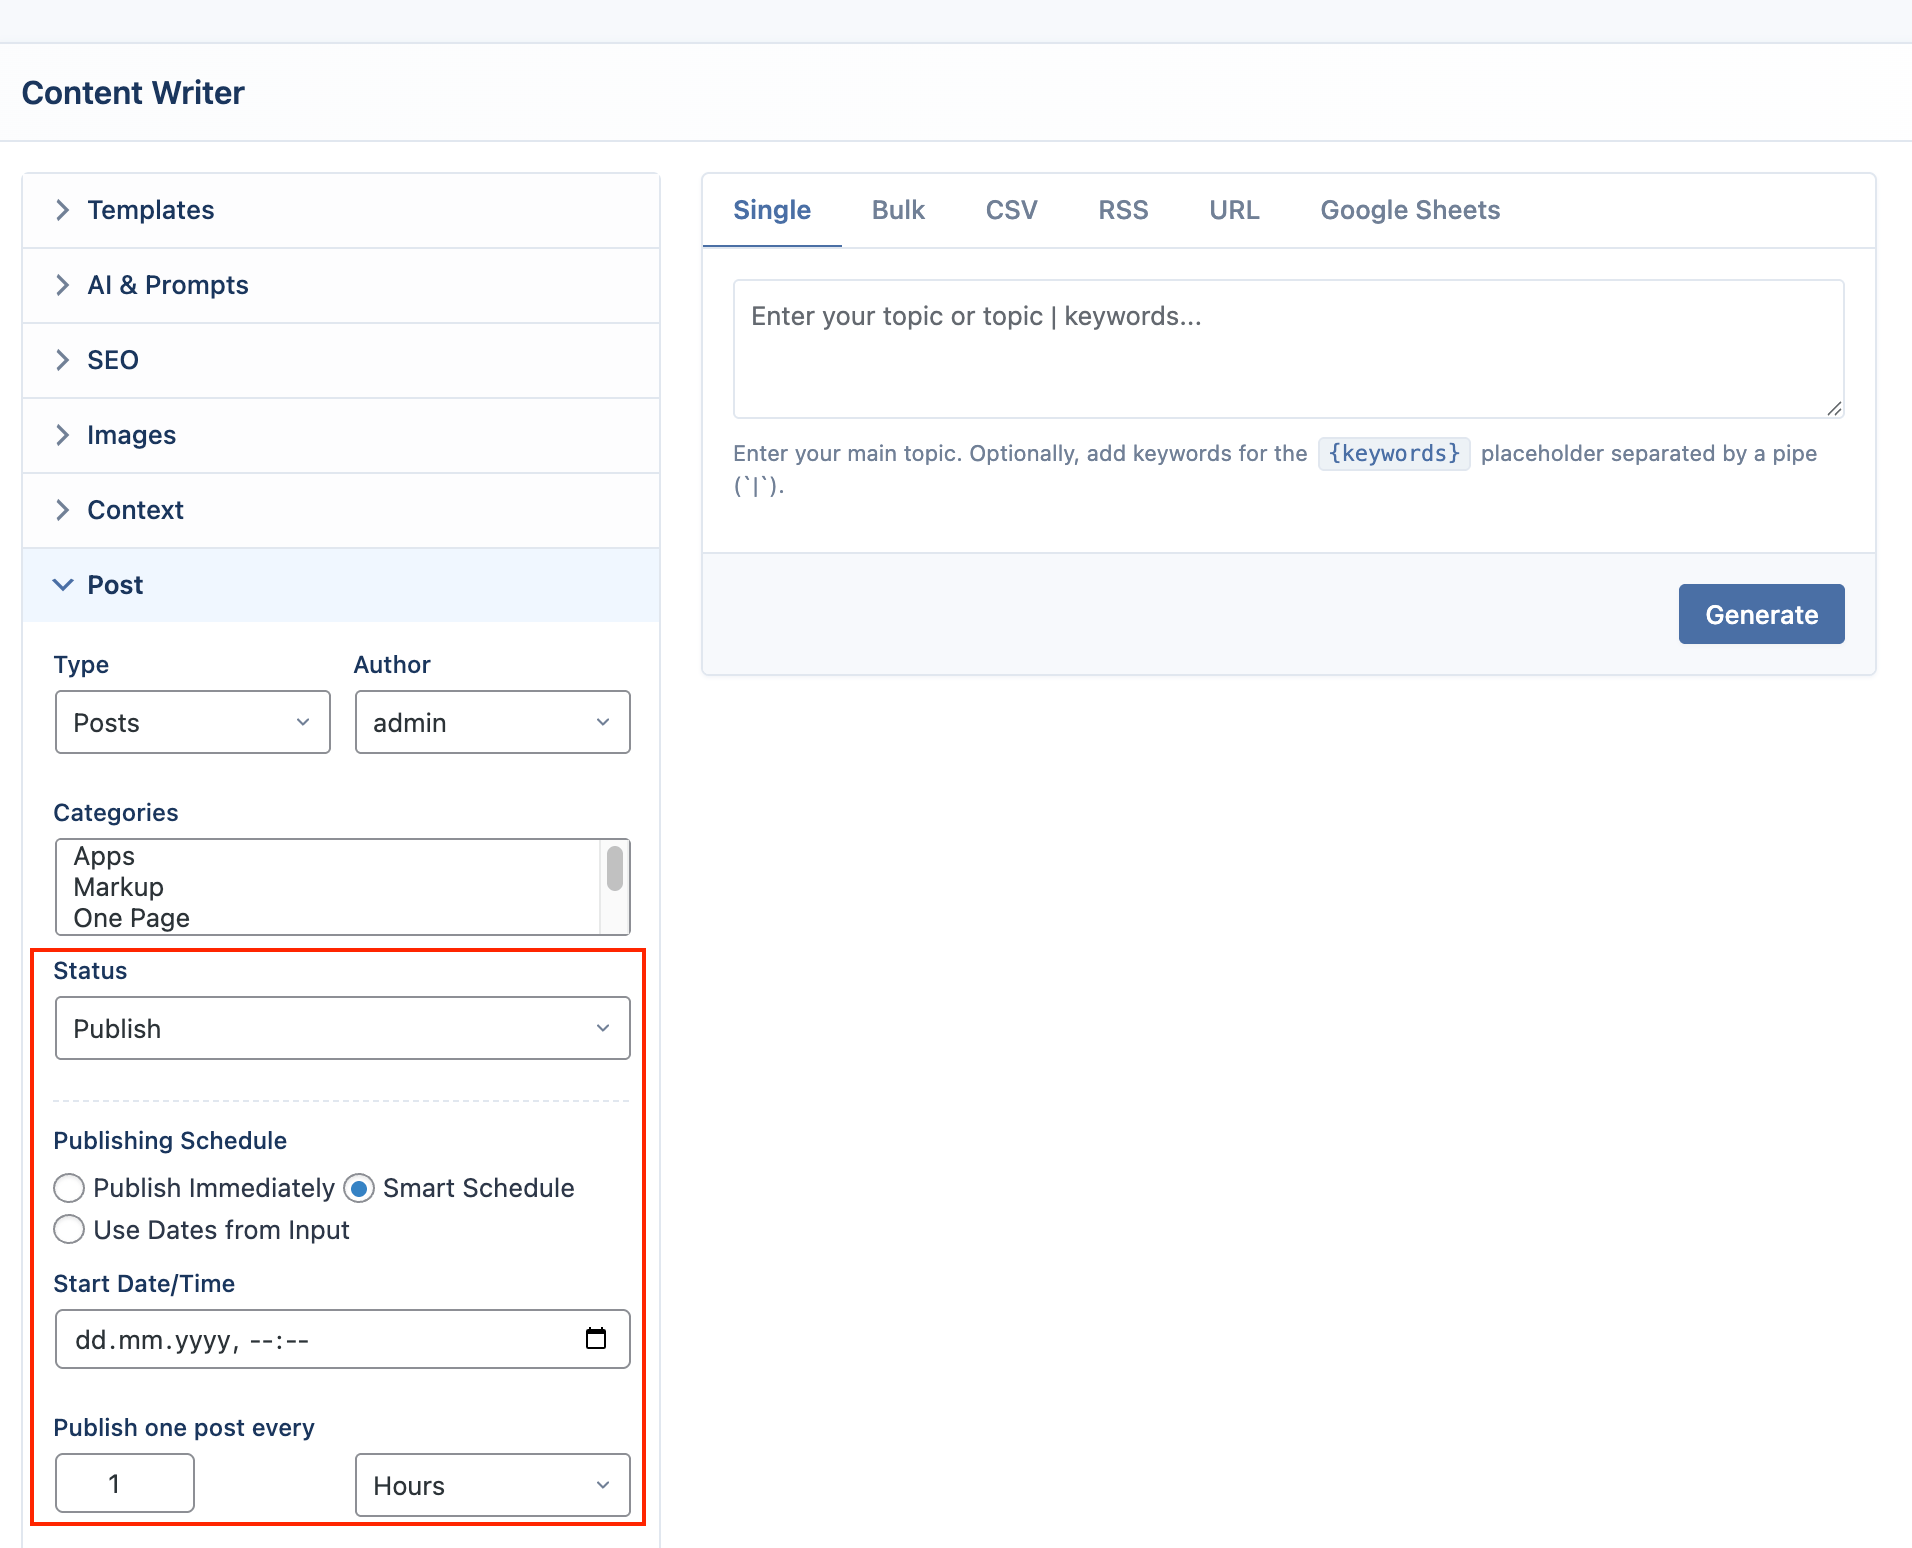 Content Writer
Templates
AI & Prompts
SEO
Images
Context
Post
Type Author
Posts admin
Categories
Apps
Markup
One Page
Status
Publish
Publishing Schedule
Publish Immediately Smart Schedule
Use Dates from Input
Start Date/Time
dd.mm.yyyy, --:--
Publish one post every
1 Hours
Single Bulk CSV RSS URL Google Sheets
Enter your topic or topic | keywords...
Enter your main topic. Optionally, add keywords for the {keywords} placeholder separated by a pipe
(`|`).
Generate